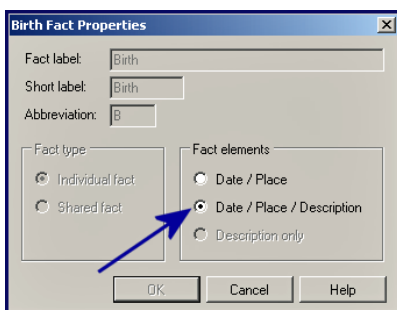 Birth Fact Properties
Fact label: Birth
Short label: Birth
Abbreviation: B
Fact type
Individual fact
Shared fact
Fact elements
Date / Place
Date / Place / Description
Description only
OK Cancel Help